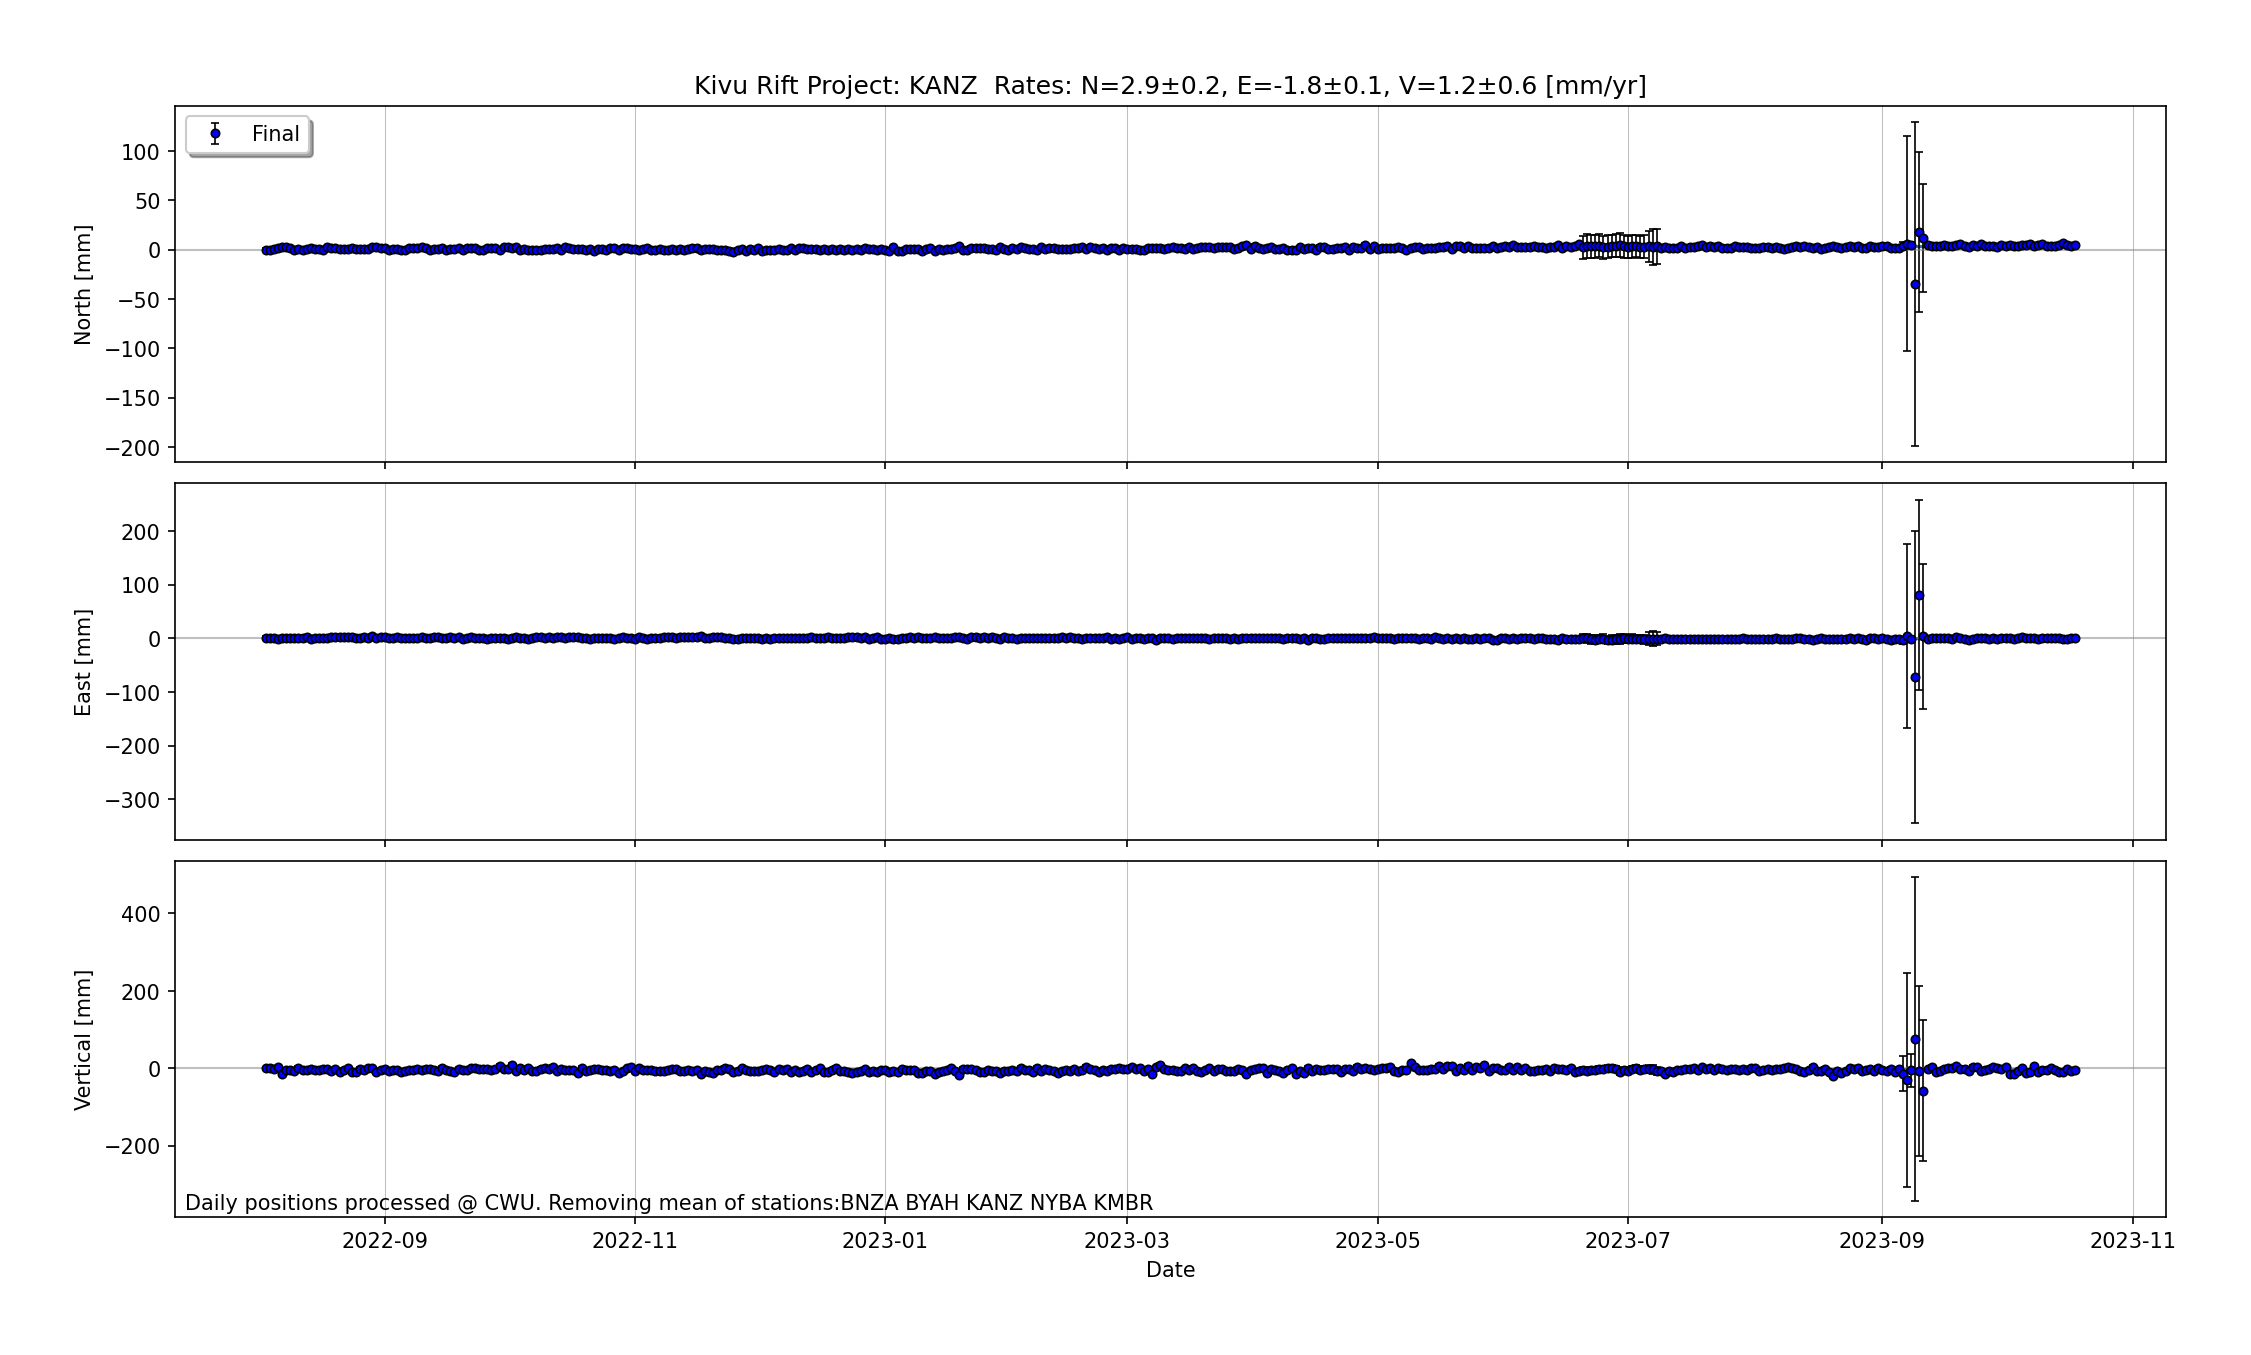 Kivu Rift Project: KANZ  Rates: N=2.9±0.2, E=-1.8±0.1, V=1.2±0.6 [mm/yr]
Final
North [mm]
100
50
0
−50
−100
−150
−200
East [mm]
200
100
0
−100
−200
−300
Vertical [mm]
400
200
0
−200
Daily positions processed @ CWU. Removing mean of stations:BNZA BYAH KANZ NYBA KMBR
2022-09 2022-11 2023-01 2023-03 2023-05 2023-07 2023-09 2023-11
Date